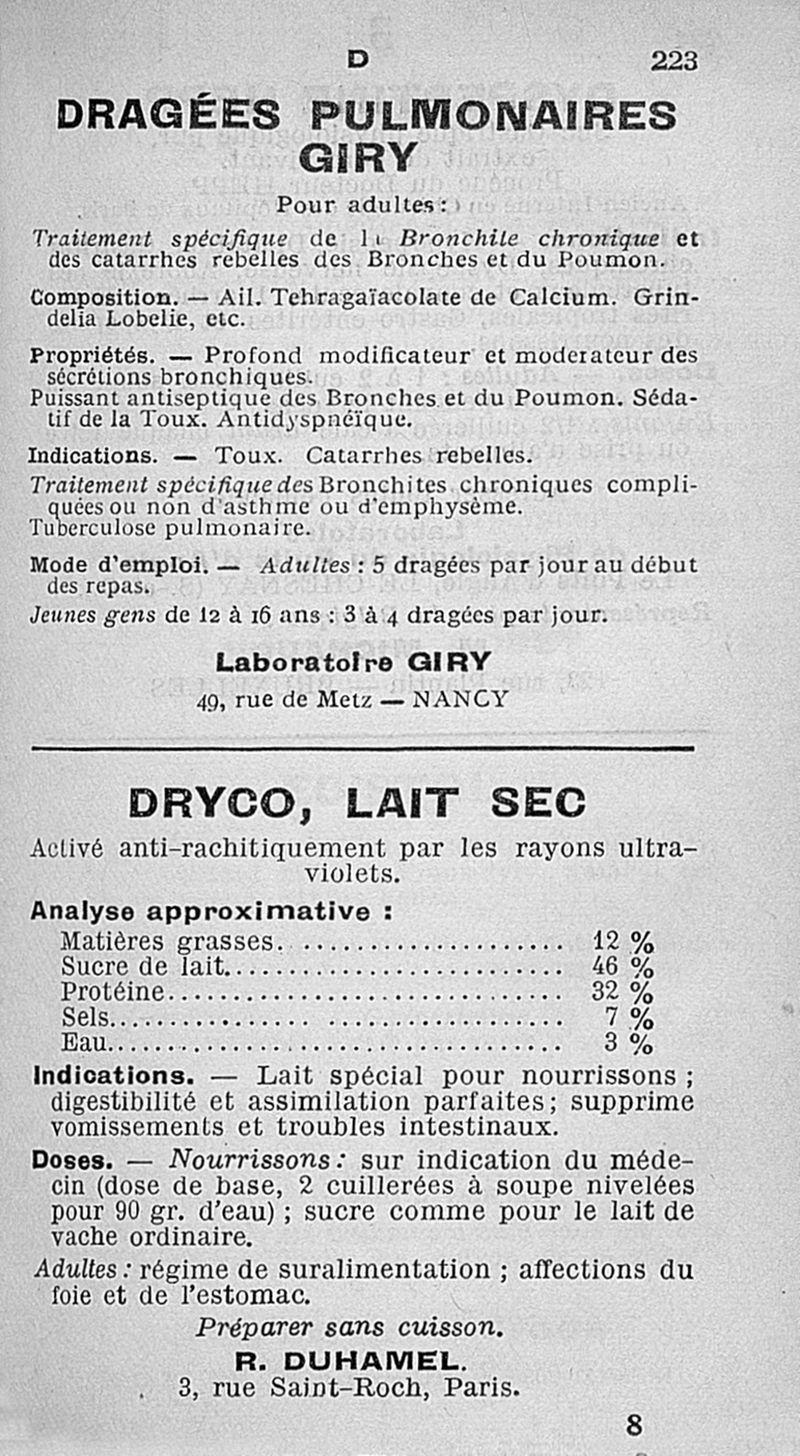 D 223
DRAGÉES PULMONAIRES
GIRY
Pour adultes :
Traitement spécifique de la Bronchite chronique et
des catarrhes rebelles des Bronches et du Poumon.
Composition. — Ail. Tehragaïacolate de Calcium. Grin-
delia Lobelie, etc.
Propriétés. — Profond modificateur et moderateur des
sécrétions bronchiques.
Puissant antiseptique des Bronches et du Poumon. Séda-
tif de la Toux. Antidyspnéïque.
Indications. — Toux. Catarrhes rebelles.
Traitement spécifique des Bronchites chroniques compli-
quées ou non d'asthme ou d'emphysême.
Tuberculose pulmonaire.
Mode d'emploi. — Adultes : 5 dragées par jour au début
des repas.
Jeunes gens de 12 à 16 ans : 3 à 4 dragées par jour.
Laboratoire GIRY
49, rue de Metz — NANCY
DRYCO, LAIT SEC
Activé anti-rachitiquement par les rayons ultra-
violets.
Analyse approximative :
Matières grasses. ..................... 12 %
Sucre de lait........................... 46 %
Protéine................................ 32 %
Sels.................................... 7 %
Eau..................................... 3 %
Indications. — Lait spécial pour nourrissons ;
digestibilité et assimilation parfaites ; supprime
vomissements et troubles intestinaux.
Doses. — Nourrissons : sur indication du méde-
cin (dose de base, 2 cuillerées à soupe nivelées
pour 90 gr. d'eau) ; sucre comme pour le lait de
vache ordinaire.
Adultes : régime de suralimentation ; affections du
foie et de l'estomac.
Préparer sans cuisson.
R. DUHAMEL.
3, rue Saint-Roch, Paris.
8